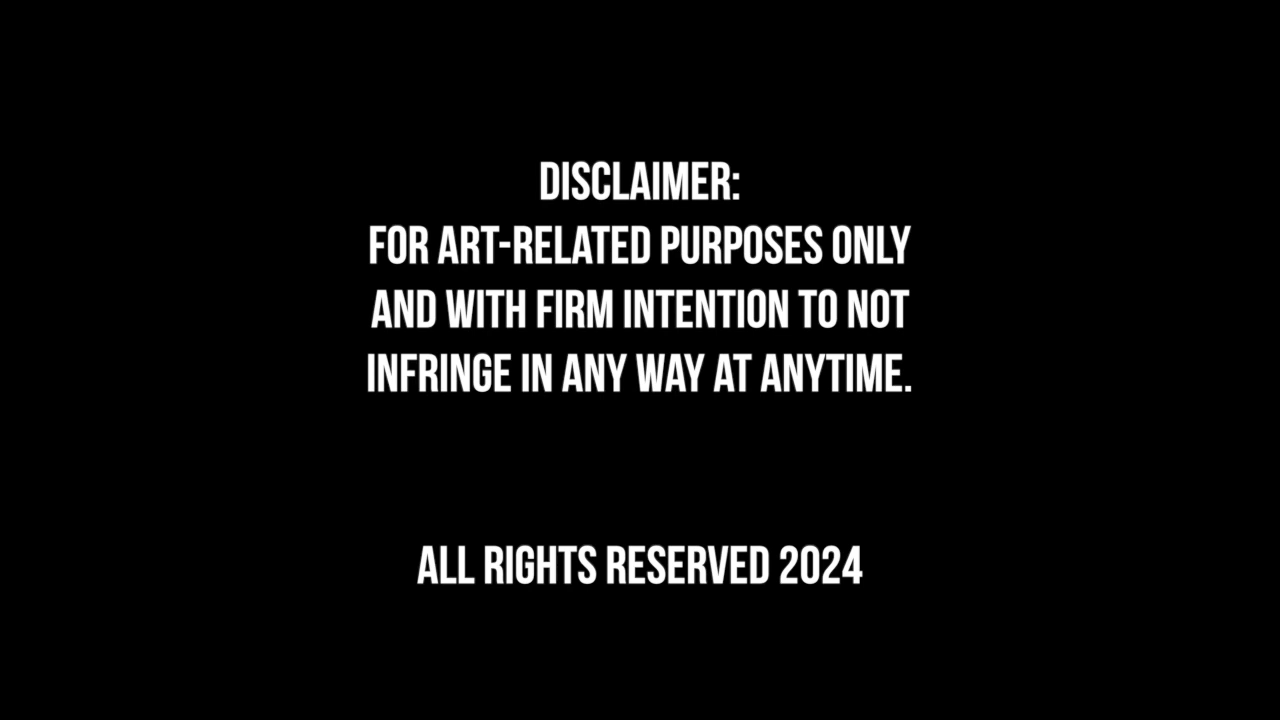 DISCLAIMER:
FOR ART-RELATED PURPOSES ONLY
AND WITH FIRM INTENTION TO NOT
INFRINGE IN ANY WAY AT ANYTIME.
ALL RIGHTS RESERVED 2024